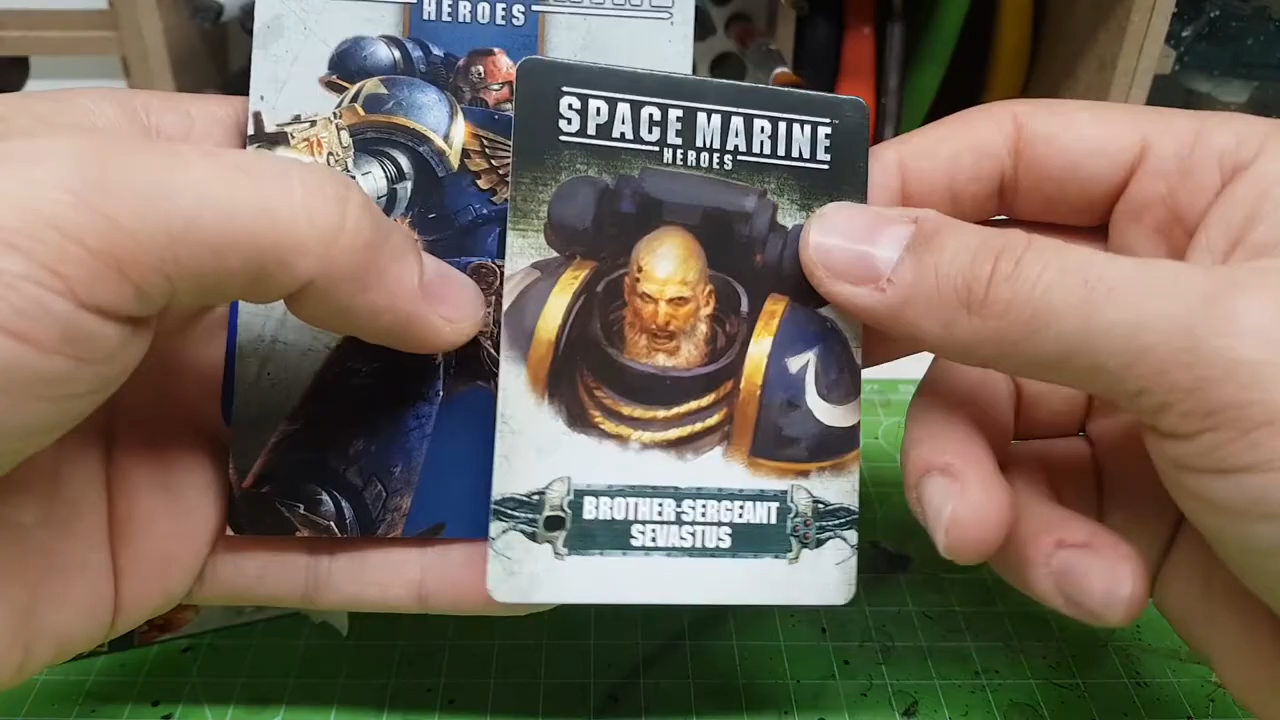 HEROES
SPACE MARINE
HEROES
BROTHER-SERGEANT
SEVASTUS